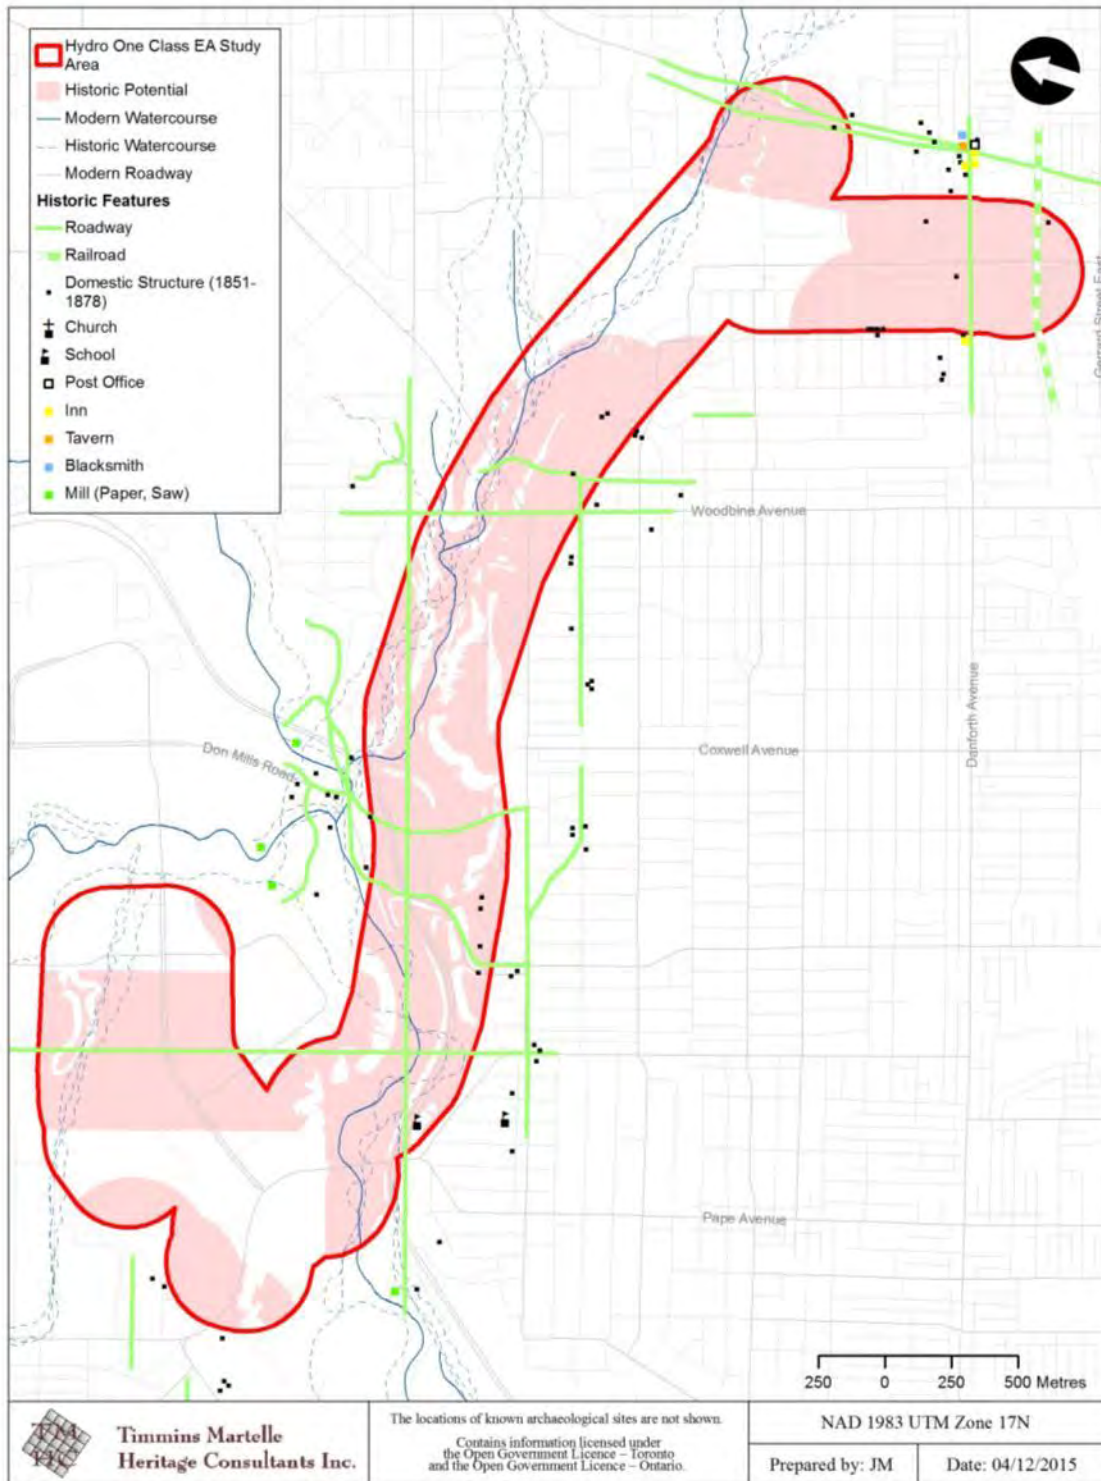 Hydro One Class EA Study
Area
Historic Potential
Modern Watercourse
Historic Watercourse
Modern Roadway
Historic Features
Roadway
Railroad
Domestic Structure (1851-
1878)
Church
School
Post Office
Inn
Tavern
Blacksmith
Mill (Paper, Saw)
Gerrard Street East
Woodbine Avenue
Danforth Avenue
Coxwell Avenue
Don Mills Road
Pape Avenue
250 0 250 500 Metres
Timmins Martelle
Heritage Consultants Inc.
The locations of known archaeological sites are not shown.
Contains information licensed under
the Open Government Licence – Toronto
and the Open Government Licence – Ontario.
NAD 1983 UTM Zone 17N
Prepared by: JM
Date: 04/12/2015